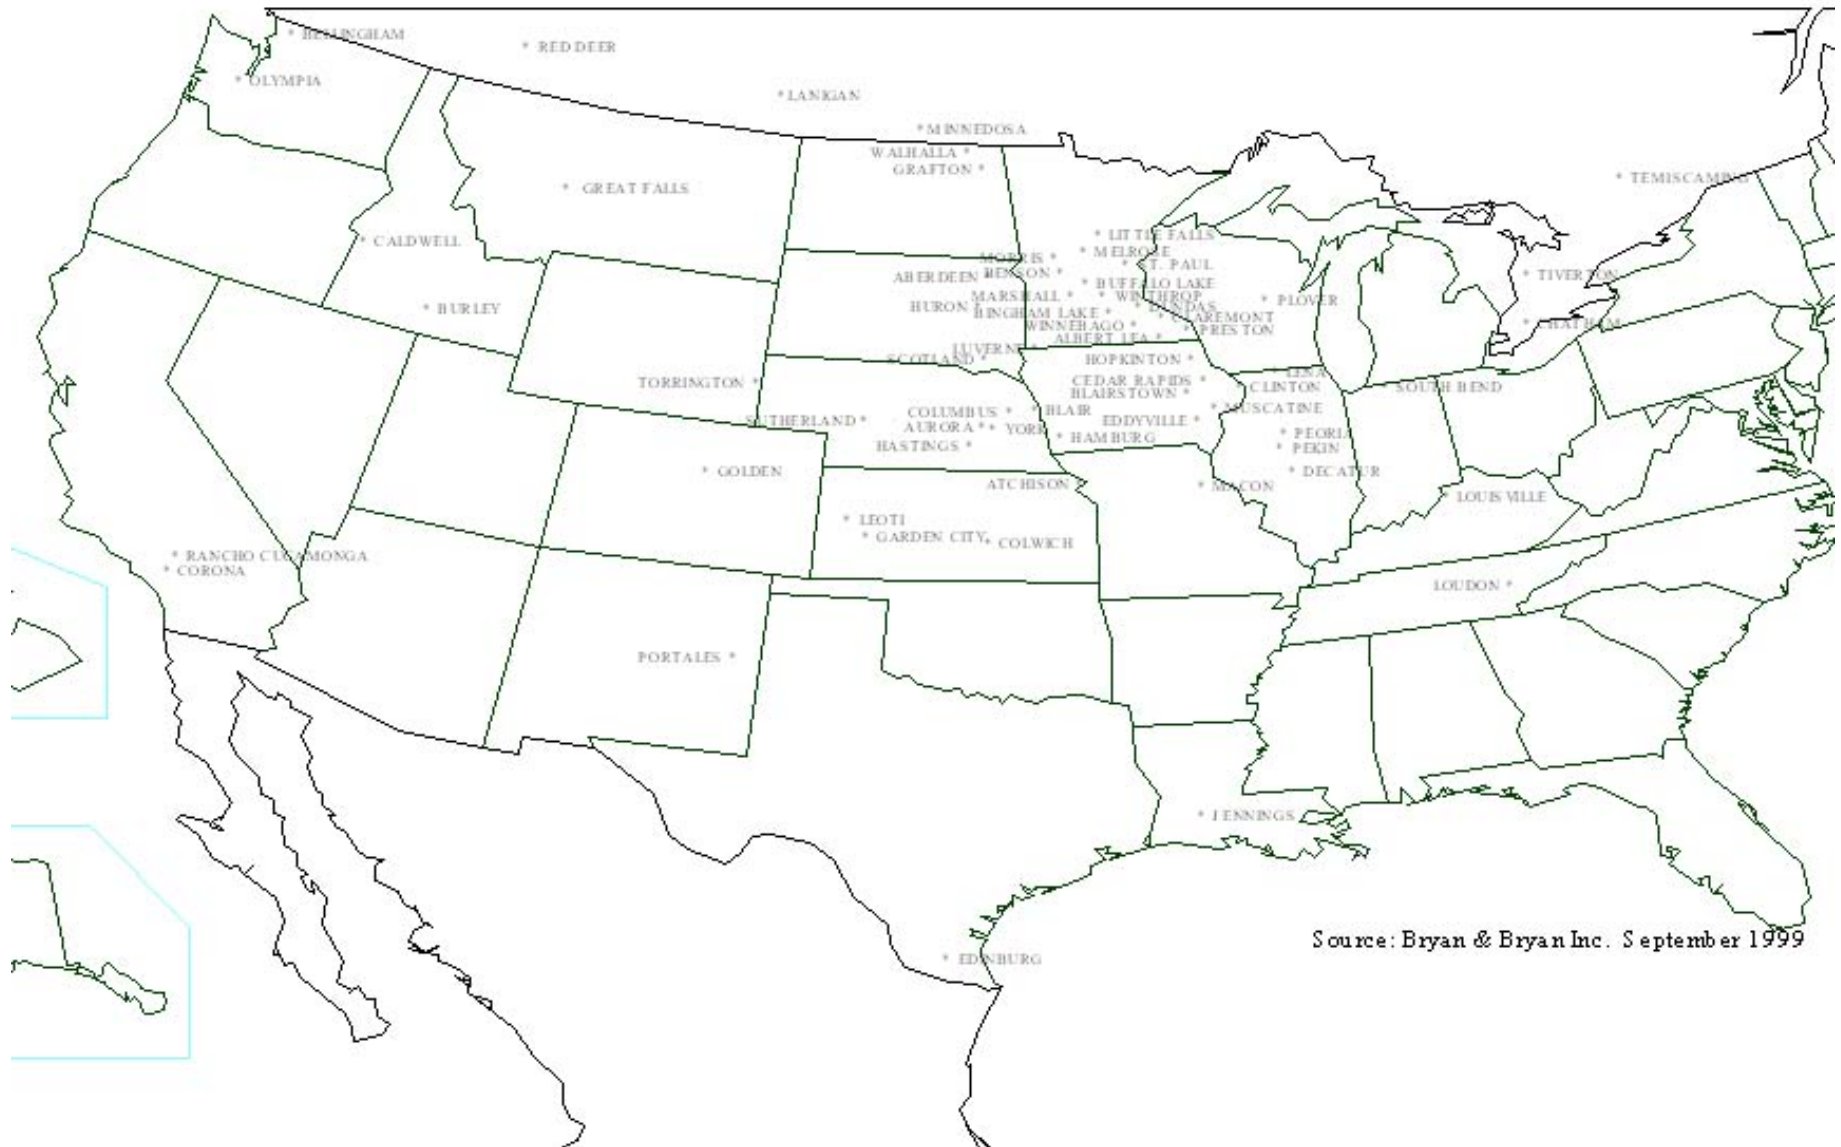 BELLINGHAM
RED DEER
OLYMPIA
LANIGAN
MINNEDOSA
WALHALLA
GRAFTON
TEMISCAMING
GREAT FALLS
CALDWELL
LITTLE FALLS
MELROSE
MORRIS
ST. PAUL
BENSON
ABERDEEN
TIVERTON
BUFFALO LAKE
MARSHALL
WINTHROP
PLOVER
HURON
DUNDAS
BURLEY
BINGHAM LAKE
CLAREMONT
CHATHAM
WINNEBAGO
PRESTON
ALBERT LEA
LUVERNE
SCOTLAND
HOPKINTON
LENA
TORRINGTON
CEDAR RAPIDS
CLINTON
SOUTH BEND
BLAIRSTOWN
COLUMBUS
BLAIR
MUSCATINE
SUTHERLAND
EDDYVILLE
AURORA
YORK
PEORIA
HAMBURG
HASTINGS
PEKIN
GOLDEN
DECATUR
ATCHISON
MACON
LOUISVILLE
LEOTI
GARDEN CITY
COLWICH
RANCHO CUCAMONGA
CORONA
LOUDON
PORTALES
JENNINGS
Source: Bryan & Bryan Inc. September 1999
EDINBURG